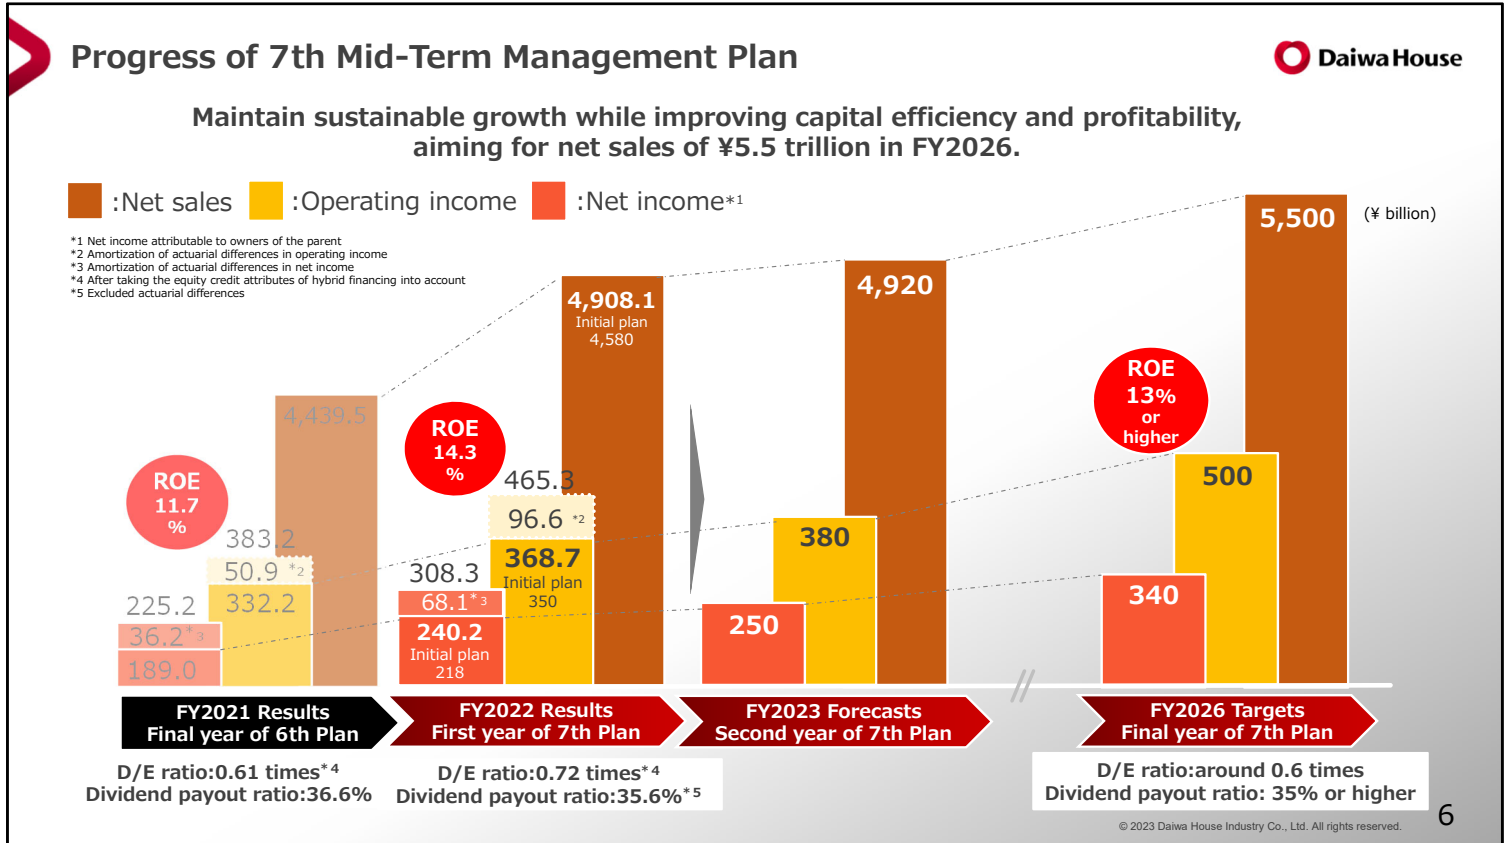 Progress of 7th Mid-Term Management Plan
Daiwa House
Maintain sustainable growth while improving capital efficiency and profitability,
aiming for net sales of ¥5.5 trillion in FY2026.
:Net sales :Operating income :Net income*1
(¥ billion)
*1 Net income attributable to owners of the parent
*2 Amortization of actuarial differences in operating income
*3 Amortization of actuarial differences in net income
*4 After taking the equity credit attributes of hybrid financing into account
*5 Excluded actuarial differences
ROE
11.7
%
225.2
36.2*3
189.0
383.2
50.9 *2
332.2
4,439.5
ROE
14.3
%
308.3
68.1*3
240.2
Initial plan
218
465.3
96.6 *2
368.7
Initial plan
350
4,908.1
Initial plan
4,580
250
380
4,920
ROE
13%
or
higher
340
500
5,500
FY2021 Results
Final year of 6th Plan
FY2022 Results
First year of 7th Plan
FY2023 Forecasts
Second year of 7th Plan
FY2026 Targets
Final year of 7th Plan
D/E ratio:0.61 times*4
Dividend payout ratio:36.6%
D/E ratio:0.72 times*4
Dividend payout ratio:35.6%*5
D/E ratio:around 0.6 times
Dividend payout ratio: 35% or higher
© 2023 Daiwa House Industry Co., Ltd. All rights reserved.
6